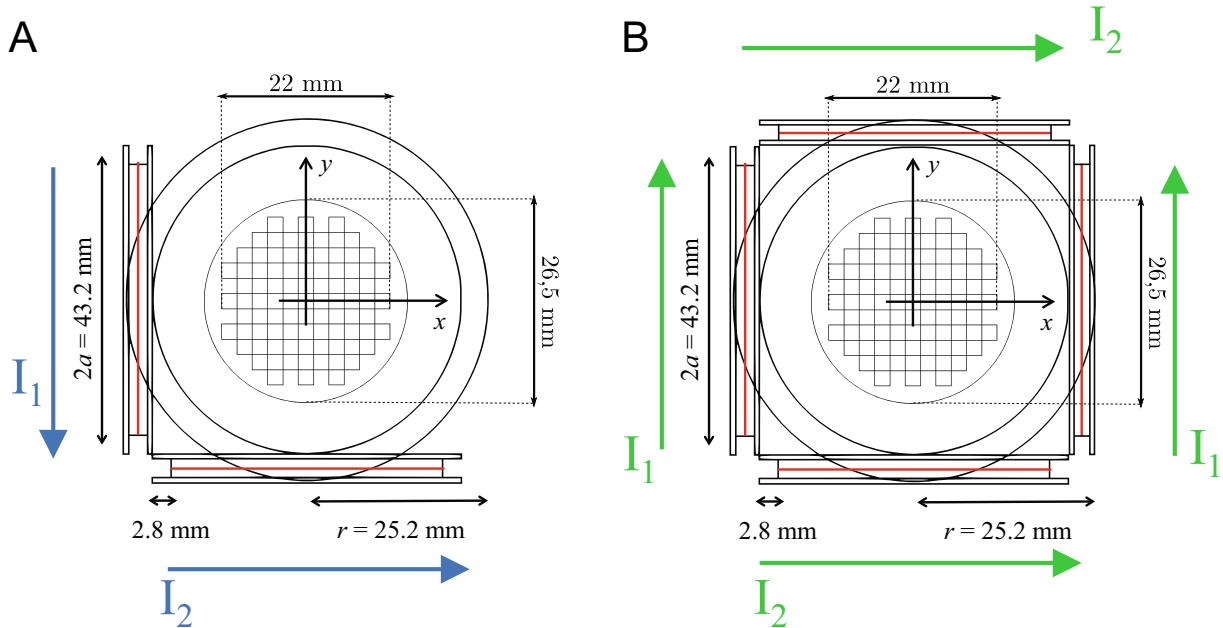 A
22 mm
y
x
26,5 mm
2a = 43.2 mm
I₁
2.8 mm
r = 25.2 mm
I₂
B
I₂
22 mm
y
x
26,5 mm
2a = 43.2 mm
I₁
I₁
2.8 mm
r = 25.2 mm
I₂